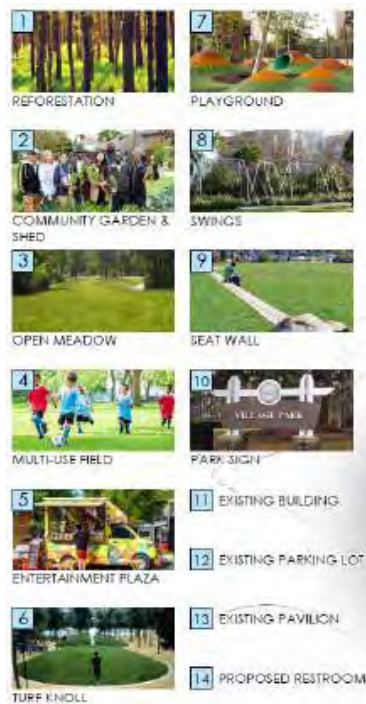 1
REFORESTATION
2
COMMUNITY GARDEN &
SHED
3
OPEN MEADOW
4
MULTI-USE FIELD
5
ENTERTAINMENT PLAZA
6
TURF KNOLL
7
PLAYGROUND
8
SWINGS
9
SEAT WALL
10
VILLAGE PARK
PARK SIGN
11 EXISTING BUILDING
12 EXISTING PARKING LOT
13 EXISTING PAVILION
14 PROPOSED RESTROOM